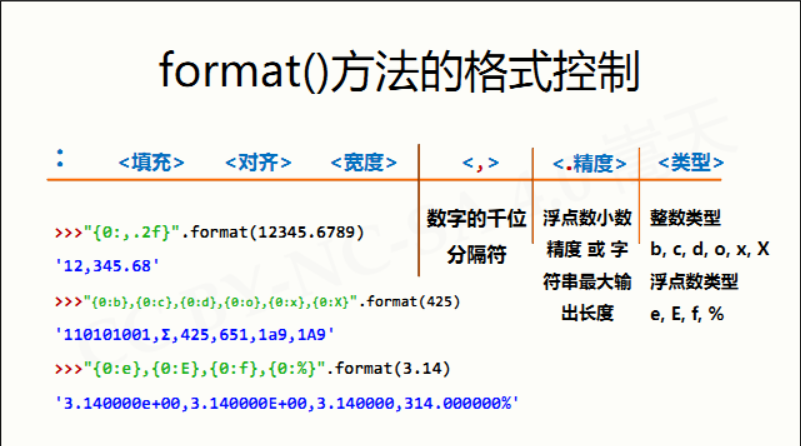 format()方法的格式控制
: <填充> <对齐> <宽度> <,> <.精度> <类型>
>>>"{0:,.2f}".format(12345.6789)
'12,345.68'
>>>"{0:b},{0:c},{0:d},{0:o},{0:x},{0:X}".format(425)
'110101001,Σ,425,651,1a9,1A9'
>>>"{0:e},{0:E},{0:f},{0:%}".format(3.14)
'3.140000e+00,3.140000E+00,3.140000,314.000000%'
数字的千位
分隔符
浮点数小数
精度 或 字
符串最大输
出长度
整数类型
b, c, d, o, x, X
浮点数类型
e, E, f, %
CC BY-NC-SA 4.0 嵩天